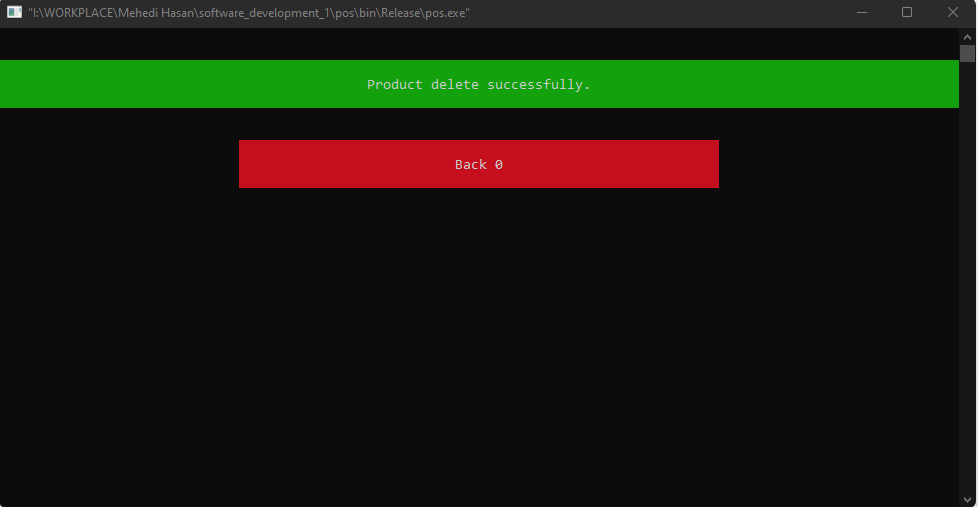 "I:\WORKPLACE\Mehedi Hasan\software_development_1\pos\bin\Release\pos.exe"
Product delete successfully.
Back 0